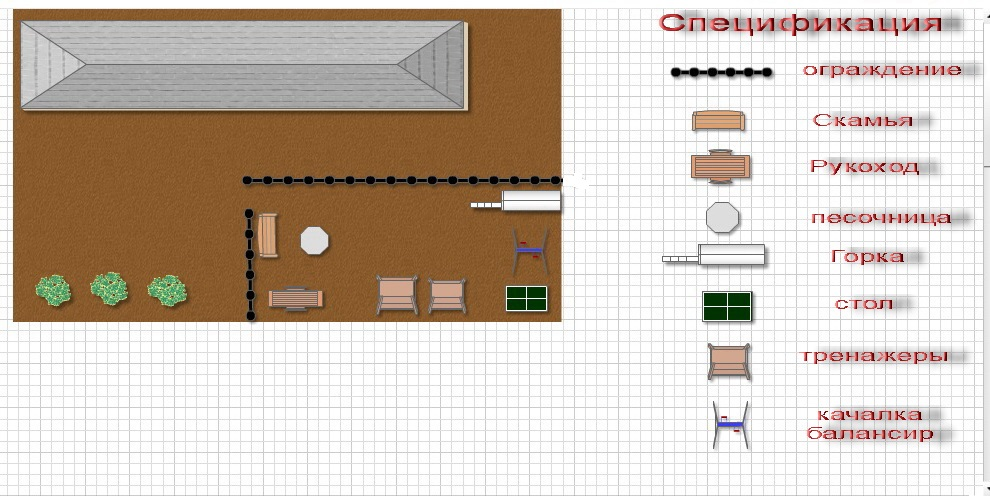 Спецификация
ограждение
Скамья
Рукоход
песочница
Горка
стол
тренажеры
качалка
балансир